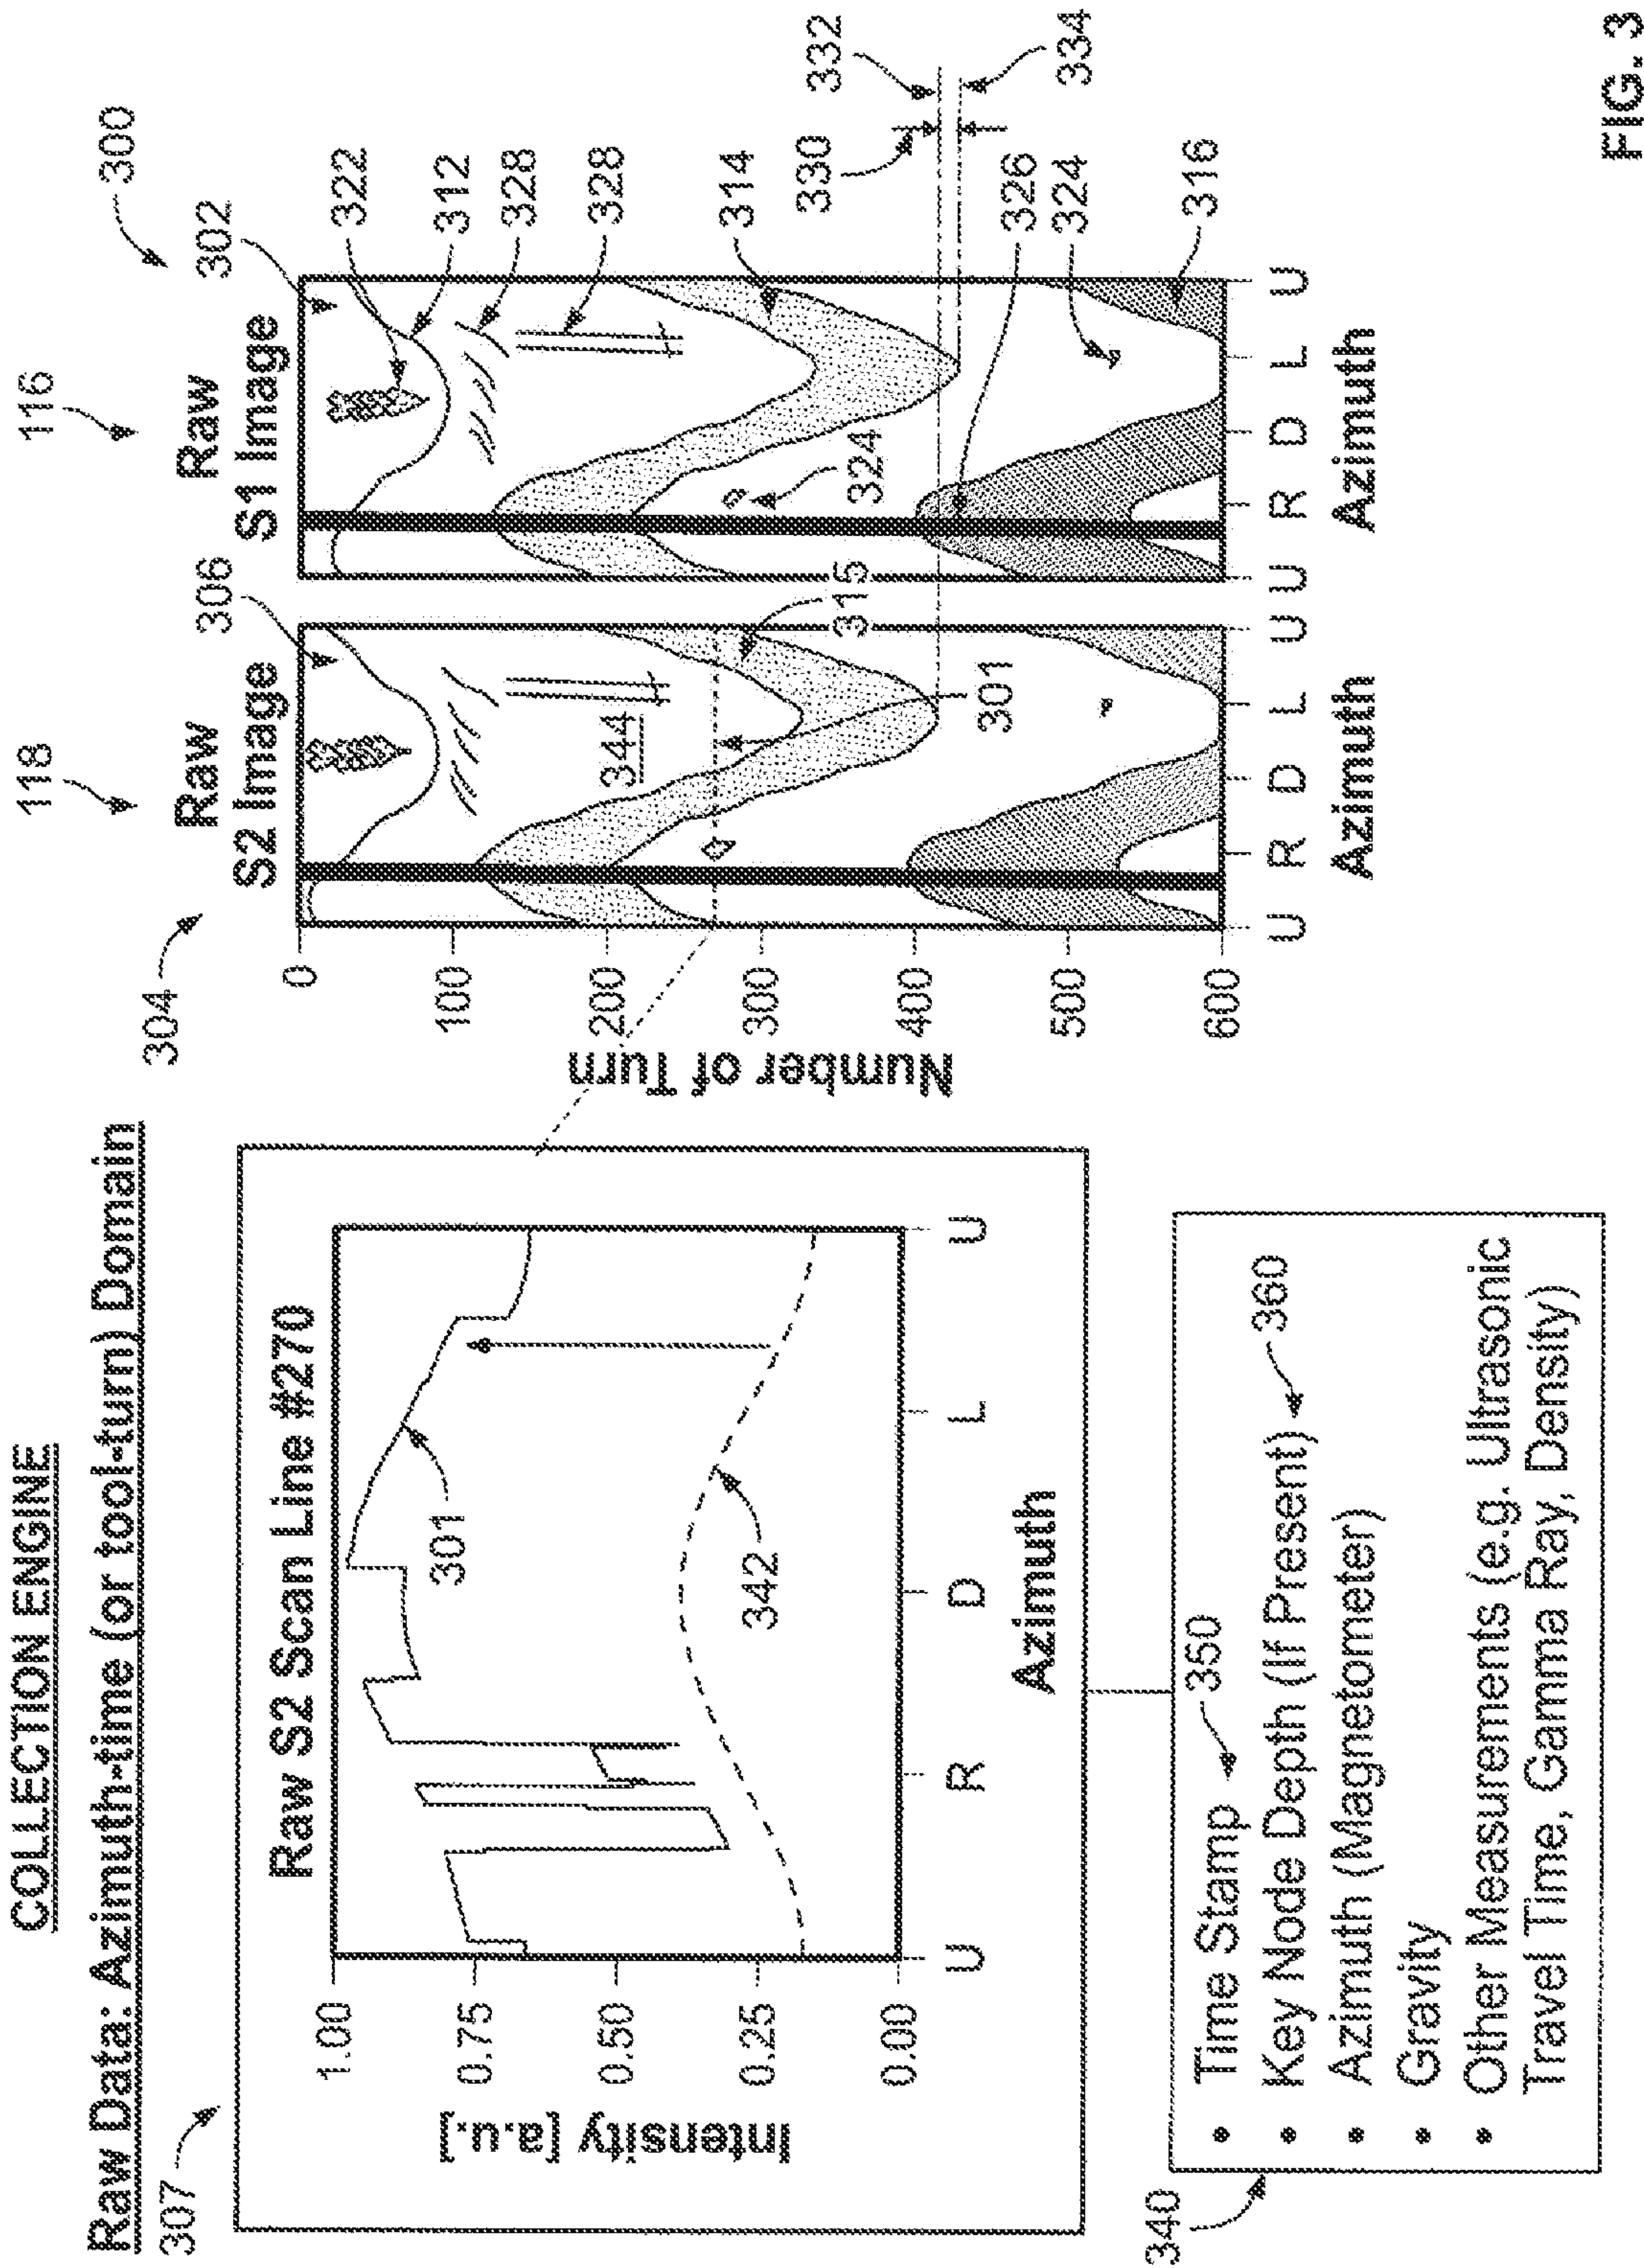 COLLECTION ENGINE
Raw Data: Azimuth-time (or tool-turn) Domain
307
Raw S2 Scan Line #270
Intensity [a.u.]
1.00
0.75
0.50
0.25
0.00
301
342
U
R
D
L
U
Azimuth
340
• Time Stamp 350
• Key Node Depth (If Present) 360
• Azimuth (Magnetometer)
• Gravity
• Other Measurements (e.g. Ultrasonic
Travel Time, Gamma Ray, Density)
118
304
Raw
S2 Image
306
Number of Turn
0
100
200
300
400
500
600
344
315
301
U
R
D
L
U
Azimuth
116
300
Raw
S1 Image
302
322
312
328
328
314
324
330
332
334
326
324
316
U
R
D
L
U
Azimuth
FIG. 3